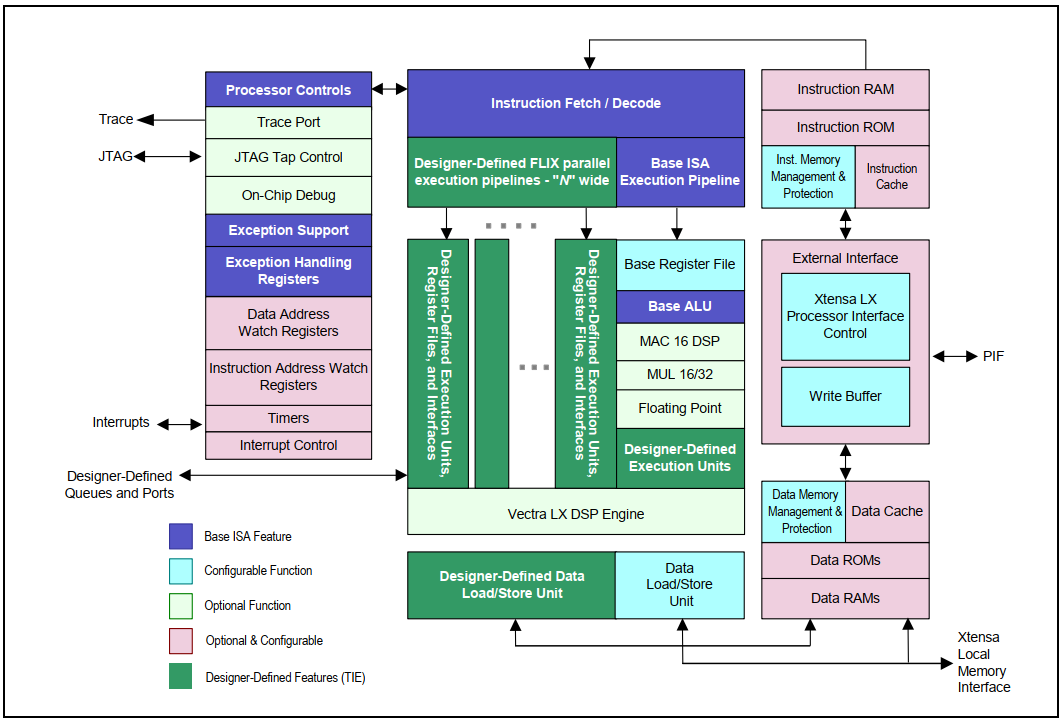 Processor Controls
Trace Port
JTAG Tap Control
On-Chip Debug
Exception Support
Exception Handling
Registers
Data Address
Watch Registers
Instruction Address Watch
Registers
Timers
Interrupt Control
Trace
JTAG
Interrupts
Designer-Defined
Queues and Ports
Instruction Fetch / Decode
Designer-Defined FLIX parallel
execution pipelines - "N" wide
Base ISA
Execution Pipeline
Designer-Defined Execution Units,
Register Files, and Interfaces
Designer-Defined Execution Units,
Register Files, and Interfaces
Base Register File
Base ALU
MAC 16 DSP
MUL 16/32
Floating Point
Designer-Defined
Execution Units
Vectra LX DSP Engine
Designer-Defined Data
Load/Store Unit
Data
Load/Store
Unit
Instruction RAM
Instruction ROM
Inst. Memory
Management &
Protection
Instruction
Cache
External Interface
Xtensa LX
Processor Interface
Control
Write Buffer
PIF
Data Memory
Management &
Protection
Data Cache
Data ROMs
Data RAMs
Xtensa
Local
Memory
Interface
Base ISA Feature
Configurable Function
Optional Function
Optional & Configurable
Designer-Defined Features (TIE)